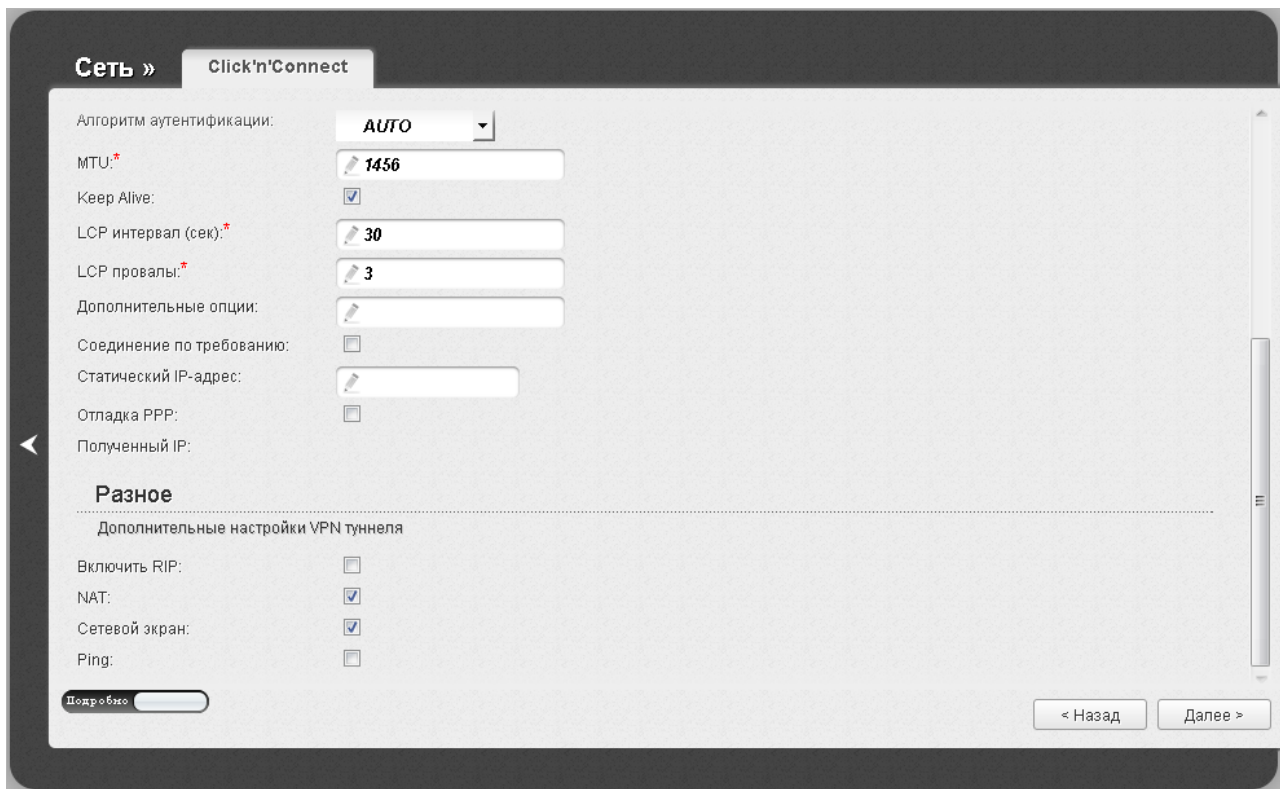 Сеть »
Click'n'Connect
Алгоритм аутентификации: AUTO
MTU:* 1456
Keep Alive:
LCP интервал (сек):* 30
LCP провалы:* 3
Дополнительные опции:
Соединение по требованию:
Статический IP-адрес:
Отладка PPP:
Полученный IP:
Разное
Дополнительные настройки VPN туннеля
Включить RIP:
NAT:
Сетевой экран:
Ping:
Подробно
< Назад
Далее >